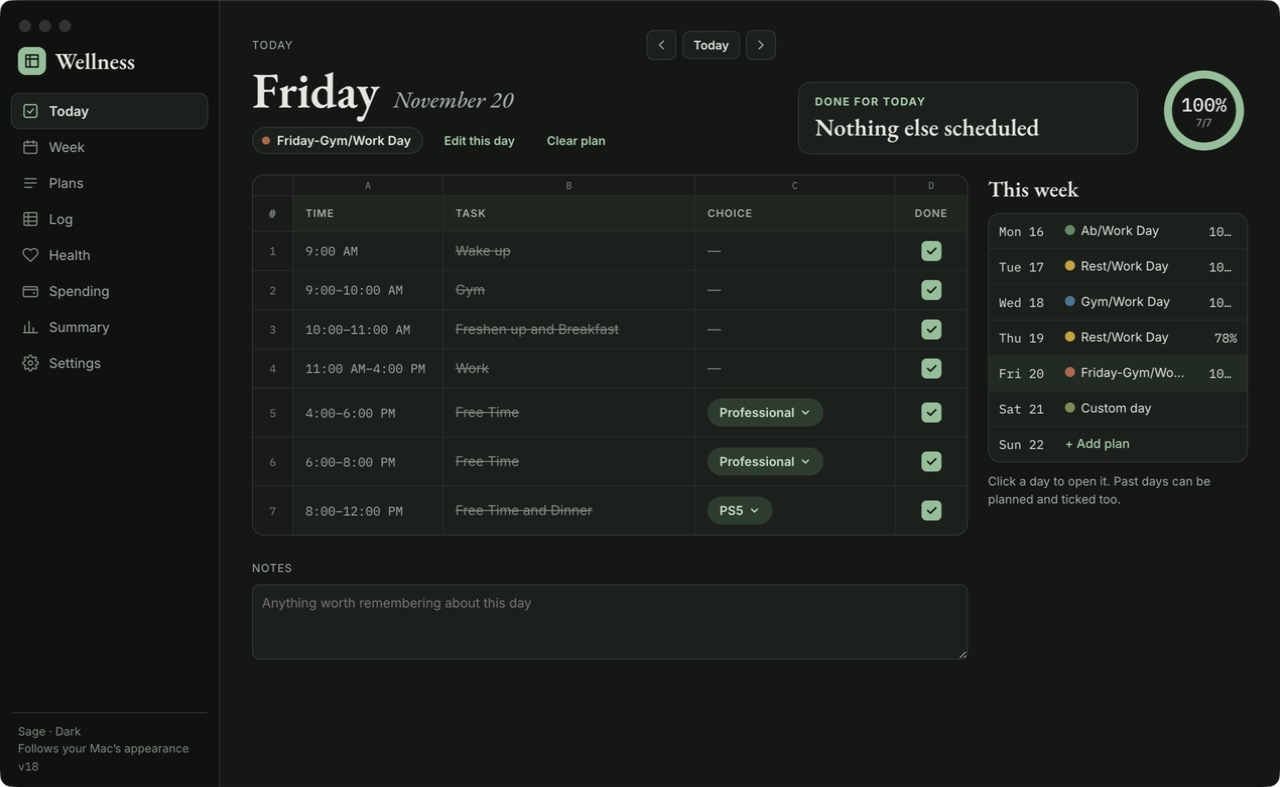 Wellness
Today
Week
Plans
Log
Health
Spending
Summary
Settings
Sage · Dark
Follows your Mac's appearance
v18
TODAY
Today
Friday November 20
Friday-Gym/Work Day Edit this day Clear plan
DONE FOR TODAY
Nothing else scheduled
100%
7/7
A B C D
# TIME TASK CHOICE DONE
1 9:00 AM Wake up —
2 9:00–10:00 AM Gym —
3 10:00–11:00 AM Freshen up and Breakfast —
4 11:00 AM–4:00 PM Work —
5 4:00–6:00 PM Free Time Professional
6 6:00–8:00 PM Free Time Professional
7 8:00–12:00 PM Free Time and Dinner PS5
NOTES
Anything worth remembering about this day
This week
Mon 16 Ab/Work Day 10…
Tue 17 Rest/Work Day 10…
Wed 18 Gym/Work Day 10…
Thu 19 Rest/Work Day 78%
Fri 20 Friday-Gym/Wo… 10…
Sat 21 Custom day
Sun 22 + Add plan
Click a day to open it. Past days can be
planned and ticked too.